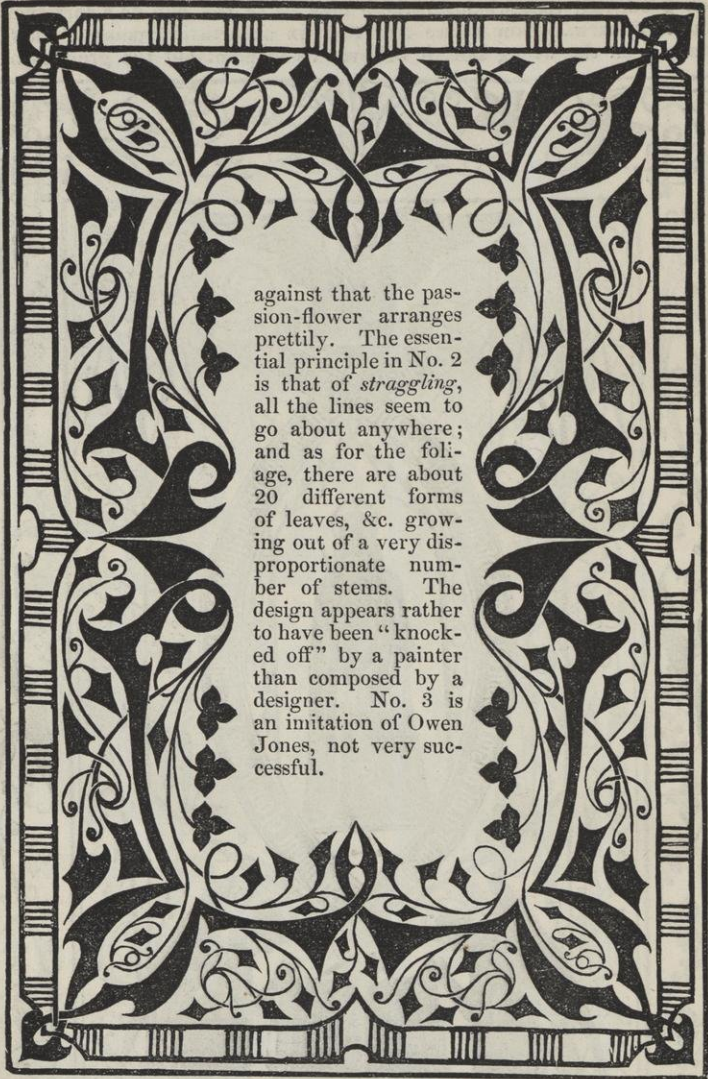 against that the pas-
sion-flower arranges
prettily. The essen-
tial principle in No. 2
is that of straggling,
all the lines seem to
go about anywhere;
and as for the foli-
age, there are about
20 different forms
of leaves, &c. grow-
ing out of a very dis-
proportionate num-
ber of stems. The
design appears rather
to have been “knock-
ed off” by a painter
than composed by a
designer. No. 3 is
an imitation of Owen
Jones, not very suc-
cessful.